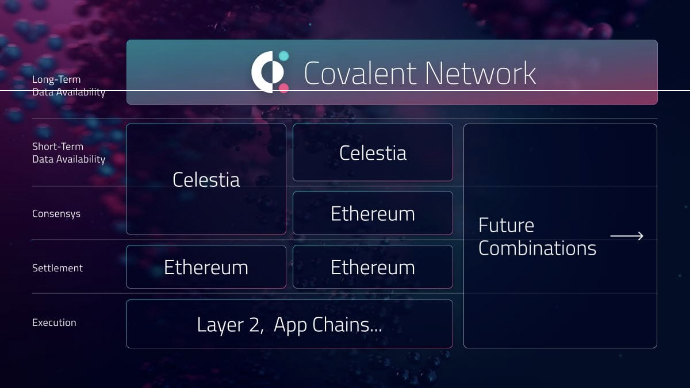 Long-Term
Data Availability
Covalent Network
Short-Term
Data Availability
Celestia
Celestia
Consensys
Ethereum
Future
Combinations
Settlement
Ethereum
Ethereum
Execution
Layer 2, App Chains...